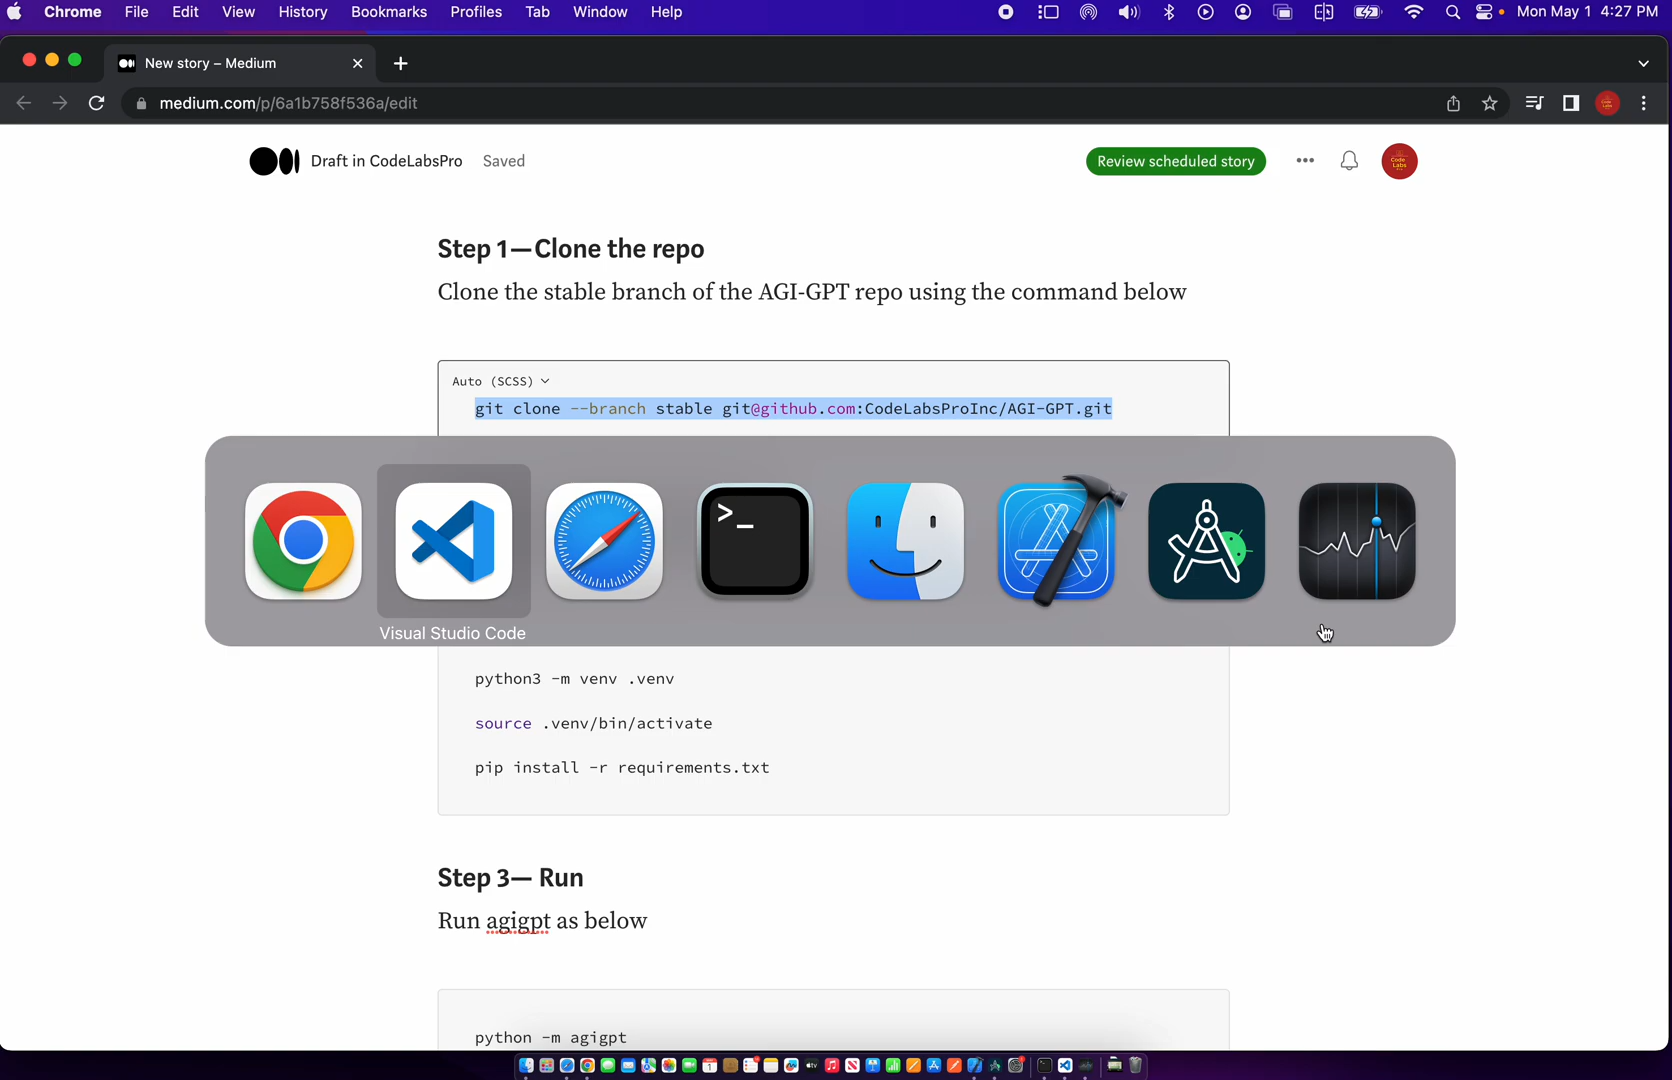 Chrome File Edit View History Bookmarks Profiles Tab Window Help Mon May 1 4:27 PM
New story – Medium
medium.com/p/6a1b758f536a/edit
Draft in CodeLabsPro Saved Review scheduled story
Step 1—Clone the repo
Clone the stable branch of the AGI-GPT repo using the command below
Auto (SCSS)
git clone --branch stable git@github.com:CodeLabsProInc/AGI-GPT.git
>_
Visual Studio Code
python3 -m venv .venv
source .venv/bin/activate
pip install -r requirements.txt
Step 3— Run
Run agigpt as below
python -m agigpt